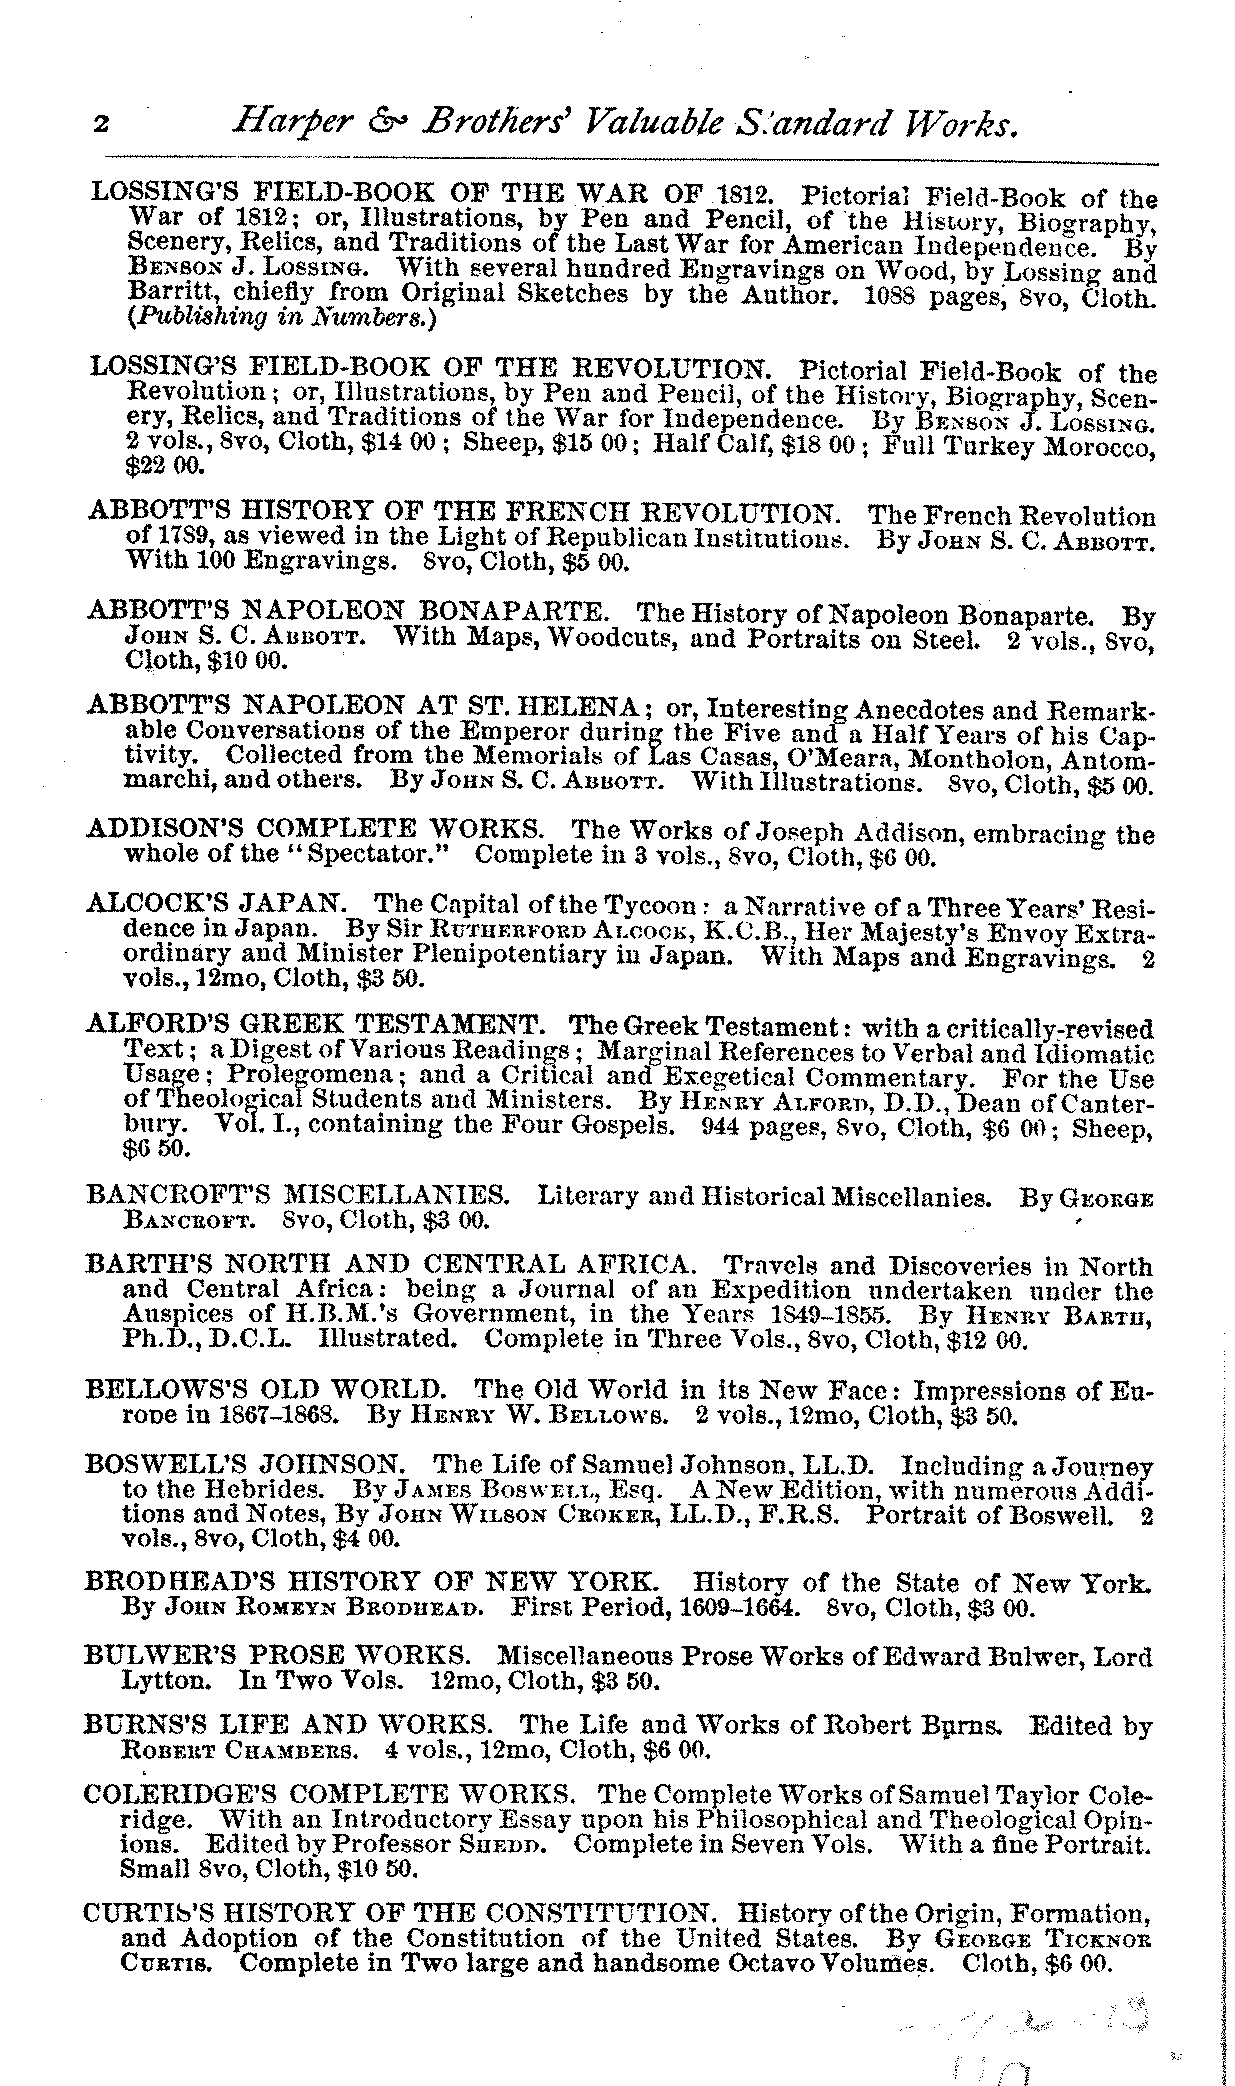 2 Harper & Brothers' Valuable Standard Works.
LOSSING'S FIELD-BOOK OF THE WAR OF 1812. Pictorial Field-Book of the
War of 1812; or, Illustrations, by Pen and Pencil, of the History, Biography,
Scenery, Relics, and Traditions of the Last War for American Independence. By
BENSON J. LOSSING. With several hundred Engravings on Wood, by Lossing and
Barritt, chiefly from Original Sketches by the Author. 1088 pages, 8vo, Cloth.
(Publishing in Numbers.)
LOSSING'S FIELD-BOOK OF THE REVOLUTION. Pictorial Field-Book of the
Revolution; or, Illustrations, by Pen and Pencil, of the History, Biography, Scen-
ery, Relics, and Traditions of the War for Independence. By BENSON J. LOSSING.
2 vols., 8vo, Cloth, $14 00; Sheep, $15 00; Half Calf, $18 00; Full Turkey Morocco,
$22 00.
ABBOTT'S HISTORY OF THE FRENCH REVOLUTION. The French Revolution
of 1789, as viewed in the Light of Republican Institutions. By JOHN S. C. ABBOTT.
With 100 Engravings. 8vo, Cloth, $5 00.
ABBOTT'S NAPOLEON BONAPARTE. The History of Napoleon Bonaparte. By
JOHN S. C. ABBOTT. With Maps, Woodcuts, and Portraits on Steel. 2 vols., 8vo,
Cloth, $10 00.
ABBOTT'S NAPOLEON AT ST. HELENA; or, Interesting Anecdotes and Remark-
able Conversations of the Emperor during the Five and a Half Years of his Cap-
tivity. Collected from the Memorials of Las Casas, O'Meara, Montholon, Antom-
marchi, and others. By JOHN S. C. ABBOTT. With Illustrations. 8vo, Cloth, $5 00.
ADDISON'S COMPLETE WORKS. The Works of Joseph Addison, embracing the
whole of the "Spectator." Complete in 3 vols., 8vo, Cloth, $6 00.
ALCOCK'S JAPAN. The Capital of the Tycoon: a Narrative of a Three Years' Resi-
dence in Japan. By Sir RUTHERFORD ALCOCK, K.C.B., Her Majesty's Envoy Extra-
ordinary and Minister Plenipotentiary in Japan. With Maps and Engravings. 2
vols., 12mo, Cloth, $3 50.
ALFORD'S GREEK TESTAMENT. The Greek Testament: with a critically-revised
Text; a Digest of Various Readings; Marginal References to Verbal and Idiomatic
Usage; Prolegomena; and a Critical and Exegetical Commentary. For the Use
of Theological Students and Ministers. By HENRY ALFORD, D.D., Dean of Canter-
bury. Vol. I., containing the Four Gospels. 944 pages, 8vo, Cloth, $6 00; Sheep,
$6 50.
BANCROFT'S MISCELLANIES. Literary and Historical Miscellanies. By GEORGE
BANCROFT. 8vo, Cloth, $3 00.
BARTH'S NORTH AND CENTRAL AFRICA. Travels and Discoveries in North
and Central Africa: being a Journal of an Expedition undertaken under the
Auspices of H.B.M.'s Government, in the Years 1849–1855. By HENRY BARTH,
Ph.D., D.C.L. Illustrated. Complete in Three Vols., 8vo, Cloth, $12 00.
BELLOWS'S OLD WORLD. The Old World in its New Face: Impressions of Eu-
rope in 1867–1868. By HENRY W. BELLOWS. 2 vols., 12mo, Cloth, $3 50.
BOSWELL'S JOHNSON. The Life of Samuel Johnson, LL.D. Including a Journey
to the Hebrides. By JAMES BOSWELL, Esq. A New Edition, with numerous Addi-
tions and Notes, By JOHN WILSON CROKER, LL.D., F.R.S. Portrait of Boswell. 2
vols., 8vo, Cloth, $4 00.
BRODHEAD'S HISTORY OF NEW YORK. History of the State of New York.
By JOHN ROMEYN BRODHEAD. First Period, 1609–1664. 8vo, Cloth, $3 00.
BULWER'S PROSE WORKS. Miscellaneous Prose Works of Edward Bulwer, Lord
Lytton. In Two Vols. 12mo, Cloth, $3 50.
BURNS'S LIFE AND WORKS. The Life and Works of Robert Burns. Edited by
ROBERT CHAMBERS. 4 vols., 12mo, Cloth, $6 00.
COLERIDGE'S COMPLETE WORKS. The Complete Works of Samuel Taylor Cole-
ridge. With an Introductory Essay upon his Philosophical and Theological Opin-
ions. Edited by Professor SHEDD. Complete in Seven Vols. With a fine Portrait.
Small 8vo, Cloth, $10 50.
CURTIS'S HISTORY OF THE CONSTITUTION. History of the Origin, Formation,
and Adoption of the Constitution of the United States. By GEORGE TICKNOR
CURTIS. Complete in Two large and handsome Octavo Volumes. Cloth, $6 00.